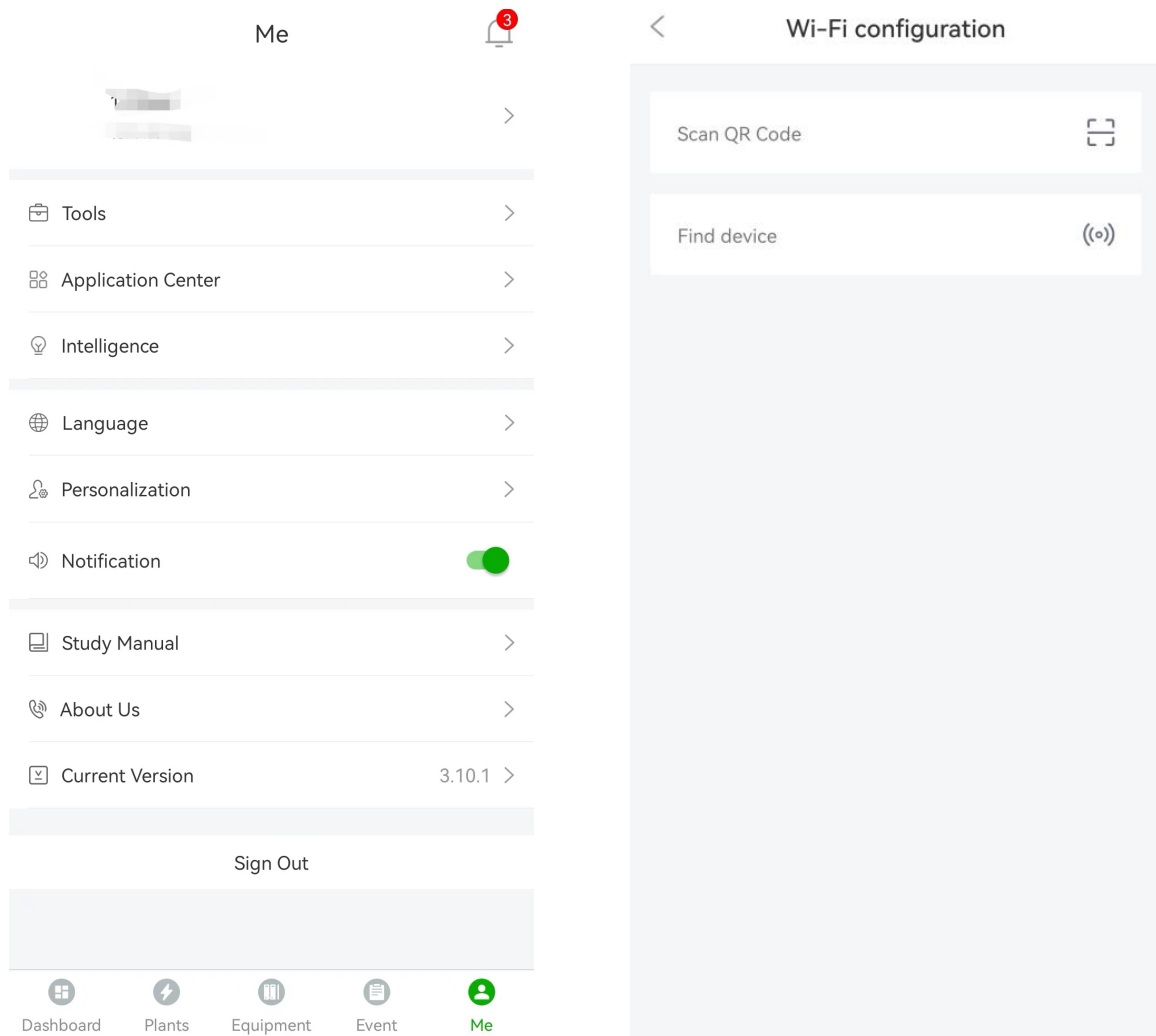 Me
3
Tools
Application Center
Intelligence
Language
Personalization
Notification
Study Manual
About Us
Current Version 3.10.1
Sign Out
Dashboard Plants Equipment Event Me
Wi-Fi configuration
Scan QR Code
Find device